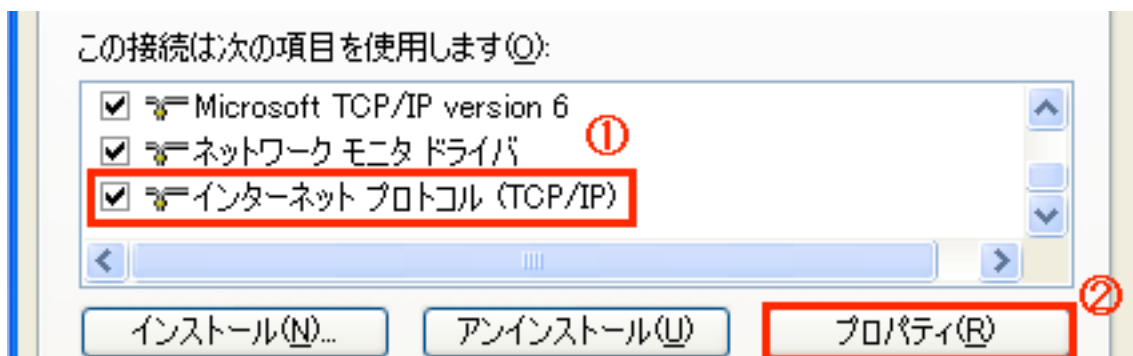 この接続は次の項目を使用します(O):
Microsoft TCP/IP version 6
①
ネットワーク モニタ ドライバ
インターネット プロトコル (TCP/IP)
②
インストール(N)... アンインストール(U) プロパティ(R)